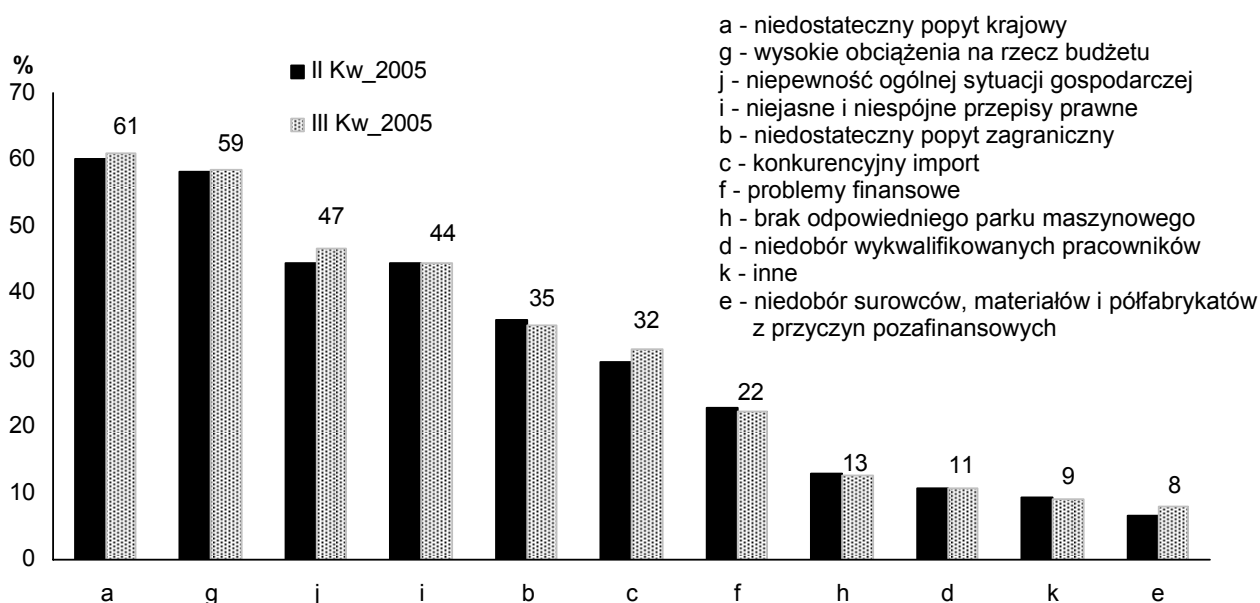 %
70
60
50
40
30
20
10
0
II Kw_2005
III Kw_2005
61
59
47
44
35
32
22
13
11
9
8
a g j i b c f h d k e
a - niedostateczny popyt krajowy
g - wysokie obciążenia na rzecz budżetu
j - niepewność ogólnej sytuacji gospodarczej
i - niejasne i niespójne przepisy prawne
b - niedostateczny popyt zagraniczny
c - konkurencyjny import
f - problemy finansowe
h - brak odpowiedniego parku maszynowego
d - niedobór wykwalifikowanych pracowników
k - inne
e - niedobór surowców, materiałów i półfabrykatów
z przyczyn pozafinansowych